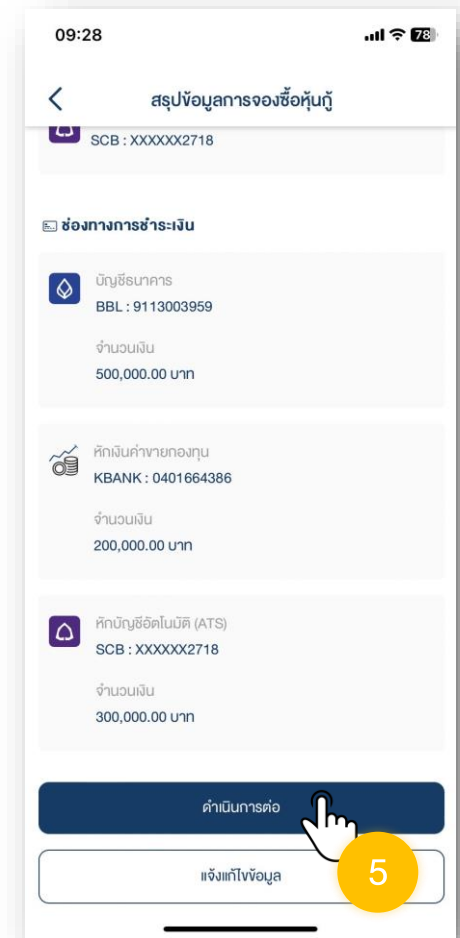 09:28
78
สรุปข้อมูลการจองซื้อหุ้นกู้
SCB : XXXXXX2718
ช่องทางการชำระเงิน
บัญชีธนาคาร
BBL : 9113003959
จำนวนเงิน
500,000.00 บาท
หักเงินค่าขายกองทุน
KBANK : 0401664386
จำนวนเงิน
200,000.00 บาท
หักบัญชีอัตโนมัติ (ATS)
SCB : XXXXXX2718
จำนวนเงิน
300,000.00 บาท
ดำเนินการต่อ
แจ้งแก้ไขข้อมูล
5